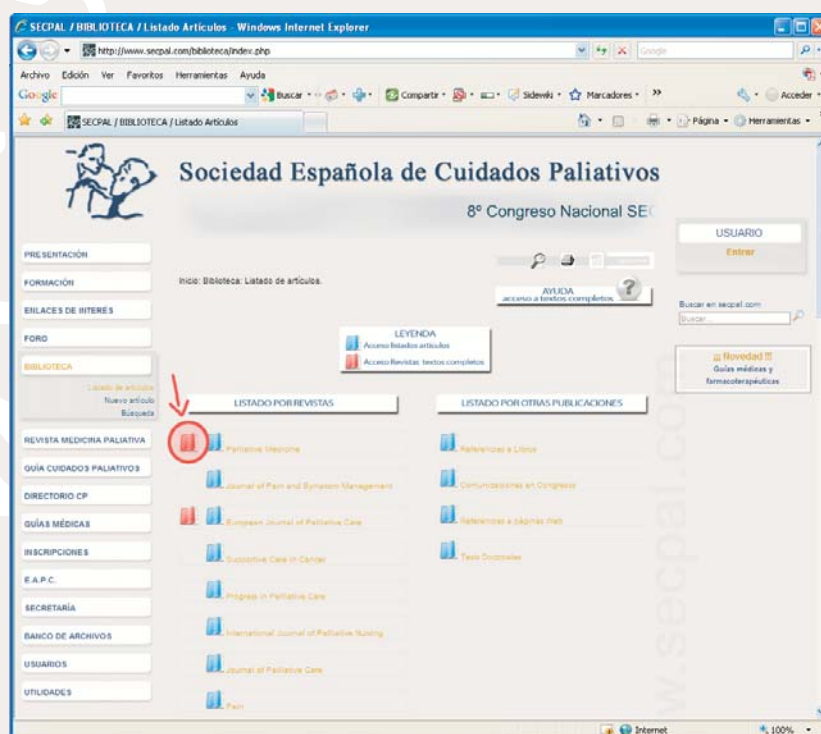 SECPAL / BIBLIOTECA / Listado Artículos - Windows Internet Explorer
http://www.secpal.com/biblioteca/index.php
Google
Archivo Edición Ver Favoritos Herramientas Ayuda
Google Buscar Compartir Sidewiki Marcadores » Acceder
SECPAL / BIBLIOTECA / Listado Artículos Página Herramientas
Sociedad Española de Cuidados Paliativos
8º Congreso Nacional SEC
USUARIO
Entrar
Inicio: Biblioteca: Listado de artículos.
AYUDA
acceso a textos completos
?
Buscar en secpal.com
Buscar...
LEYENDA
Acceso listados artículos
Acceso Revistas textos completos
¡¡¡ Novedad !!!
Guías médicas y
farmacoterapéuticas
PRESENTACIÓN
FORMACIÓN
ENLACES DE INTERÉS
FORO
BIBLIOTECA
Listado de artículos
Nuevo artículo
Búsqueda
REVISTA MEDICINA PALIATIVA
GUÍA CUIDADOS PALIATIVOS
DIRECTORIO CP
GUÍAS MÉDICAS
INSCRIPCIONES
E.A.P.C.
SECRETARÍA
BANCO DE ARCHIVOS
USUARIOS
UTILIDADES
LISTADO POR REVISTAS
Palliative Medicine
Journal of Pain and Symptom Management
European Journal of Palliative Care
Supportive Care in Cancer
Progress in Palliative Care
International Journal of Palliative Nursing
Journal of Palliative Care
Pain
LISTADO POR OTRAS PUBLICACIONES
Referencias a Libros
Comunicaciones en Congresos
Referencias a páginas Web
Tesis Doctorales
w.secpal.com
Internet 100%